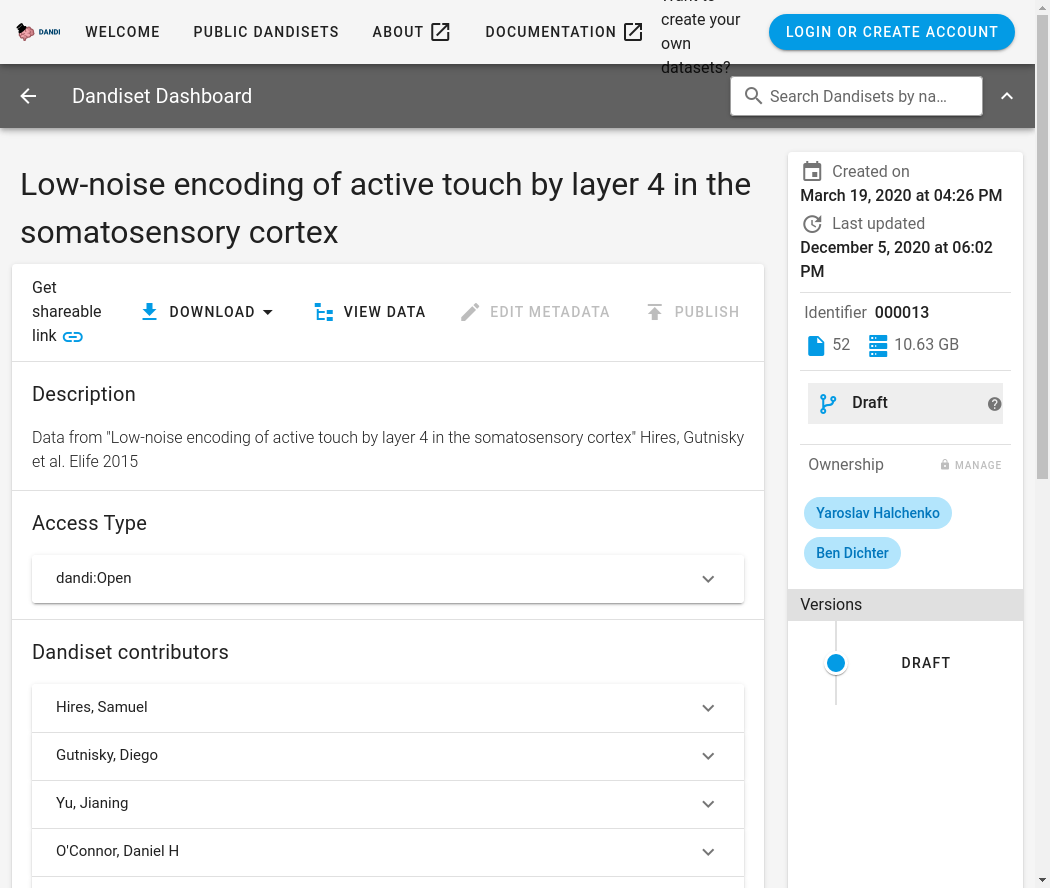 DANDI
WELCOME
PUBLIC DANDISETS
ABOUT
DOCUMENTATION
Want to
create your
own
datasets?
LOGIN OR CREATE ACCOUNT
Dandiset Dashboard
Search Dandisets by na...
Low-noise encoding of active touch by layer 4 in the
somatosensory cortex
Get
shareable
link
DOWNLOAD
VIEW DATA
EDIT METADATA
PUBLISH
Description
Data from "Low-noise encoding of active touch by layer 4 in the somatosensory cortex" Hires, Gutnisky
et al. Elife 2015
Access Type
dandi:Open
Dandiset contributors
Hires, Samuel
Gutnisky, Diego
Yu, Jianing
O'Connor, Daniel H
Created on
March 19, 2020 at 04:26 PM
Last updated
December 5, 2020 at 06:02
PM
Identifier 000013
52
10.63 GB
Draft
?
Ownership
MANAGE
Yaroslav Halchenko
Ben Dichter
Versions
DRAFT